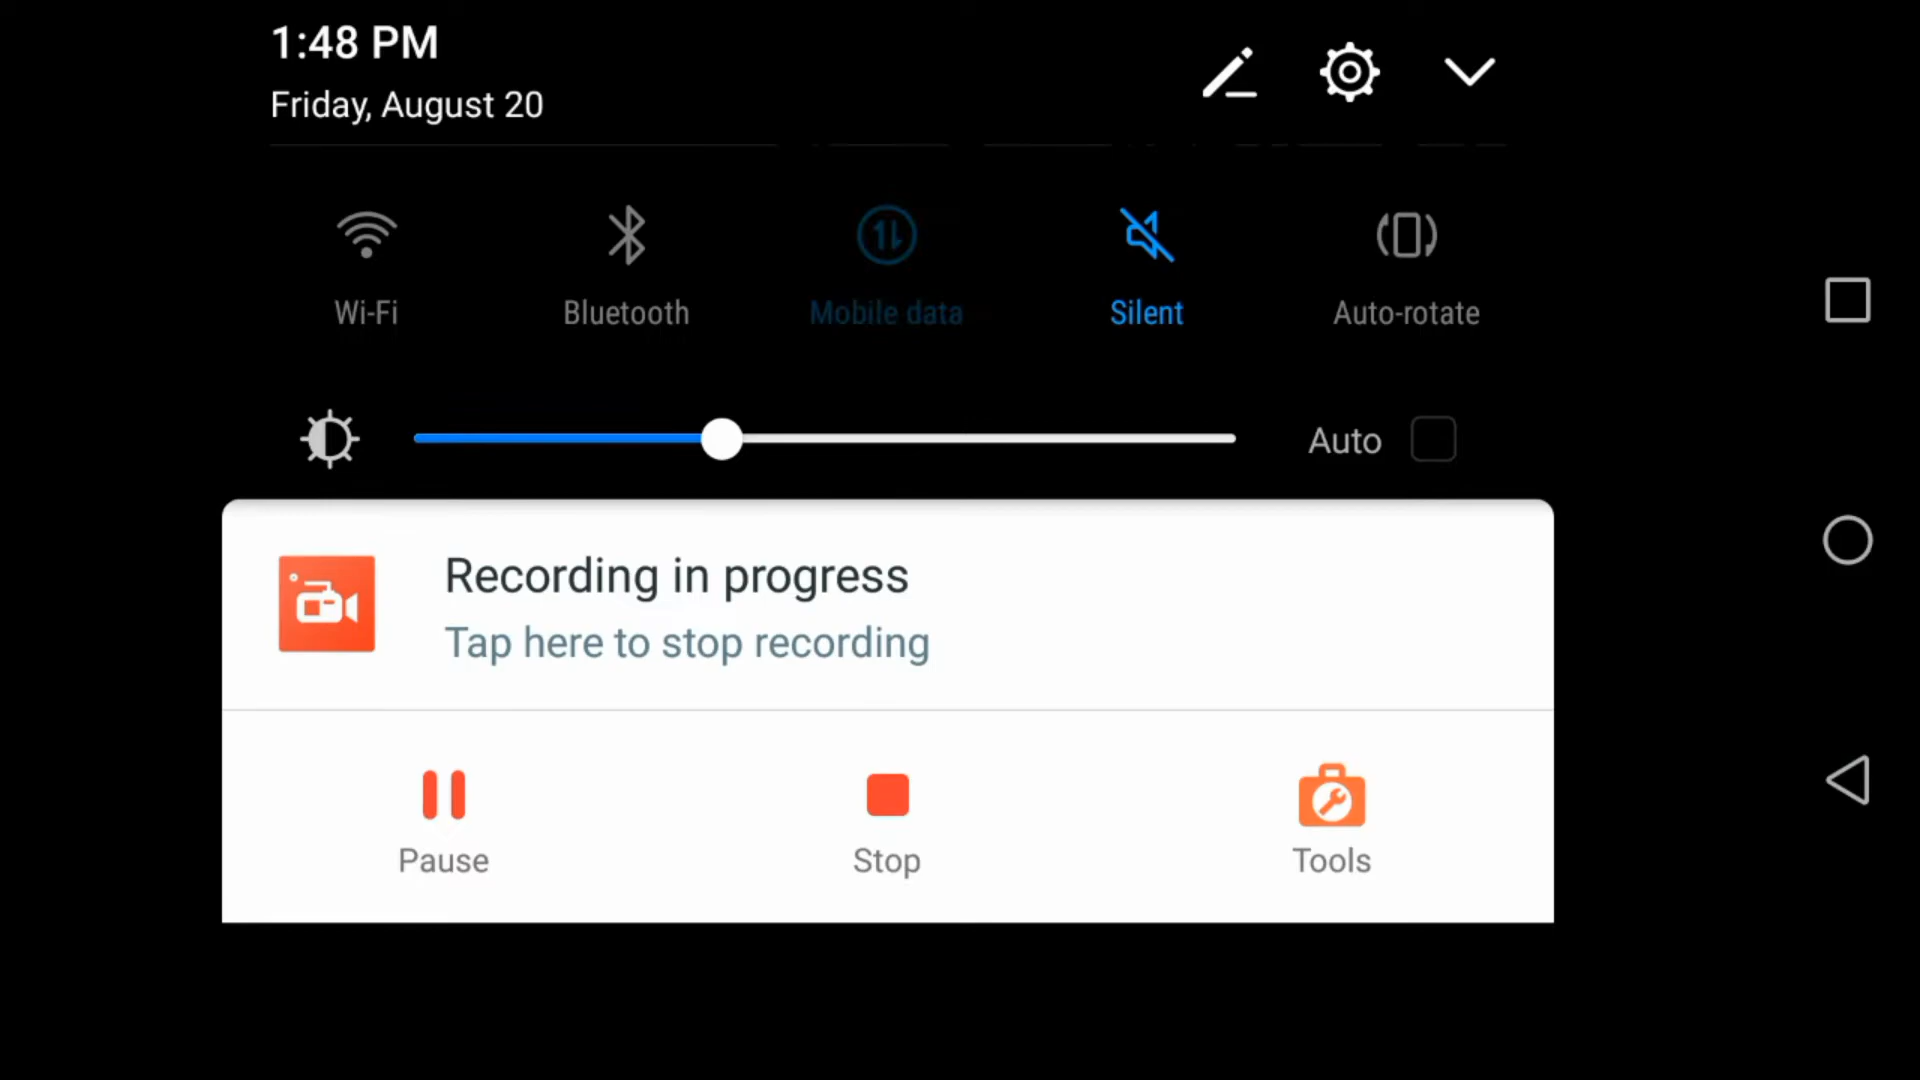 1:48 PM
Friday, August 20
Wi-Fi
Bluetooth
Mobile data
Silent
Auto-rotate
Auto
Recording in progress
Tap here to stop recording
Pause
Stop
Tools